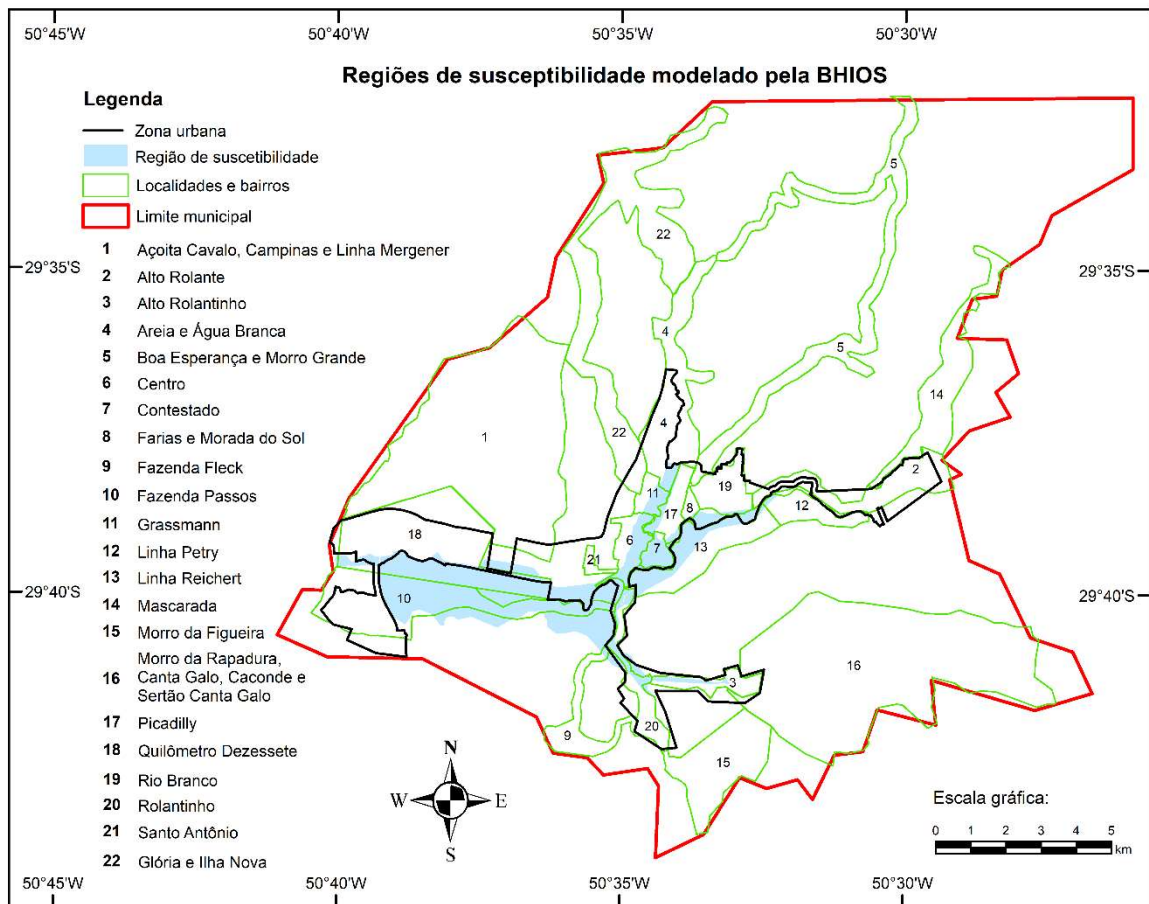 50°45'W 50°40'W 50°35'W 50°30'W
Regiões de susceptibilidade modelado pela BHIOS
Legenda
Zona urbana
Região de suscetibilidade
Localidades e bairros
Limite municipal
1 Açoita Cavalo, Campinas e Linha Mergener
2 Alto Rolante
3 Alto Rolantinho
4 Areia e Água Branca
5 Boa Esperança e Morro Grande
6 Centro
7 Contestado
8 Farias e Morada do Sol
9 Fazenda Fleck
10 Fazenda Passos
11 Grassmann
12 Linha Petry
13 Linha Reichert
14 Mascarada
15 Morro da Figueira
16 Morro da Rapadura,
Canta Galo, Caconde e
Sertão Canta Galo
17 Picadilly
18 Quilômetro Dezessete
19 Rio Branco
20 Rolantinho
21 Santo Antônio
22 Glória e Ilha Nova
29°35'S 29°35'S
29°40'S 29°40'S
5
22
4
5
14
1
22
4
2
19
11
12
17
8
18
6
7
13
21
10
16
3
20
9
15
N
W E
S
Escala gráfica:
0 1 2 3 4 5
km
50°45'W 50°40'W 50°35'W 50°30'W